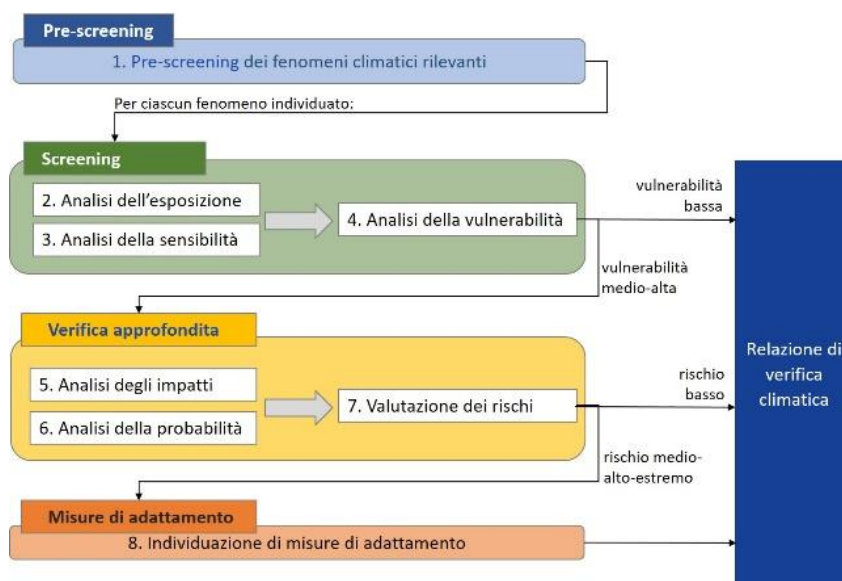 Pre-screening
1. Pre-screening dei fenomeni climatici rilevanti
Per ciascun fenomeno individuato:
Screening
2. Analisi dell'esposizione
3. Analisi della sensibilità
4. Analisi della vulnerabilità
vulnerabilità
bassa
vulnerabilità
medio-alta
Verifica approfondita
5. Analisi degli impatti
6. Analisi della probabilità
7. Valutazione dei rischi
rischio
basso
rischio medio-
alto-estremo
Relazione di
verifica
climatica
Misure di adattamento
8. Individuazione di misure di adattamento